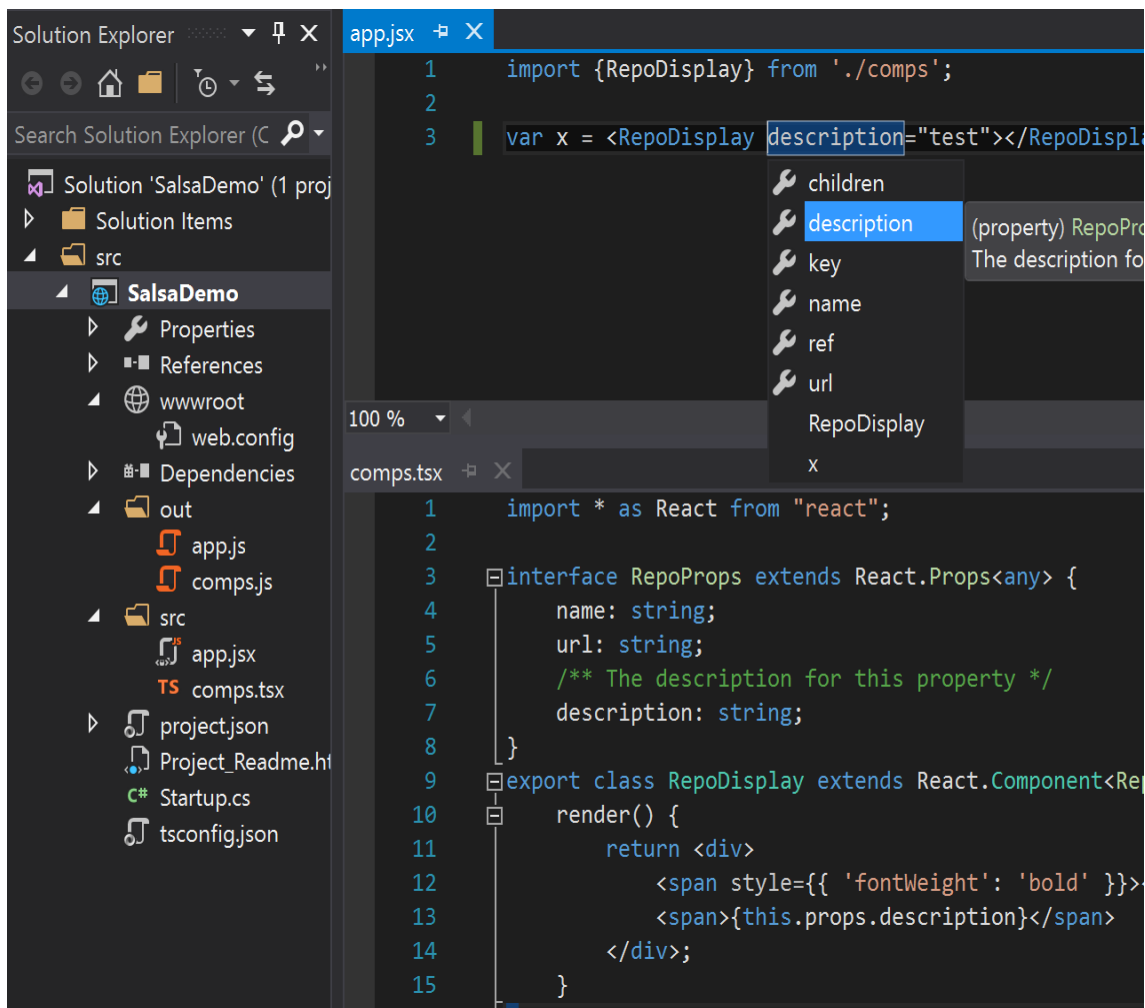 Solution Explorer
Search Solution Explorer (C
Solution 'SalsaDemo' (1 proj
Solution Items
src
SalsaDemo
Properties
References
wwwroot
web.config
Dependencies
out
app.js
comps.js
src
app.jsx
TS comps.tsx
project.json
Project_Readme.ht
C# Startup.cs
tsconfig.json
app.jsx
1 import {RepoDisplay} from './comps';
2
3 var x = <RepoDisplay description="test"></RepoDispla
children
description
key
name
ref
url
RepoDisplay
x
(property) RepoPro
The description fo
100 %
comps.tsx
1 import * as React from "react";
2
3 interface RepoProps extends React.Props<any> {
4 name: string;
5 url: string;
6 /** The description for this property */
7 description: string;
8 }
9 export class RepoDisplay extends React.Component<Rep
10 render() {
11 return <div>
12 <span style={{ 'fontWeight': 'bold' }}><
13 <span>{this.props.description}</span>
14 </div>;
15 }